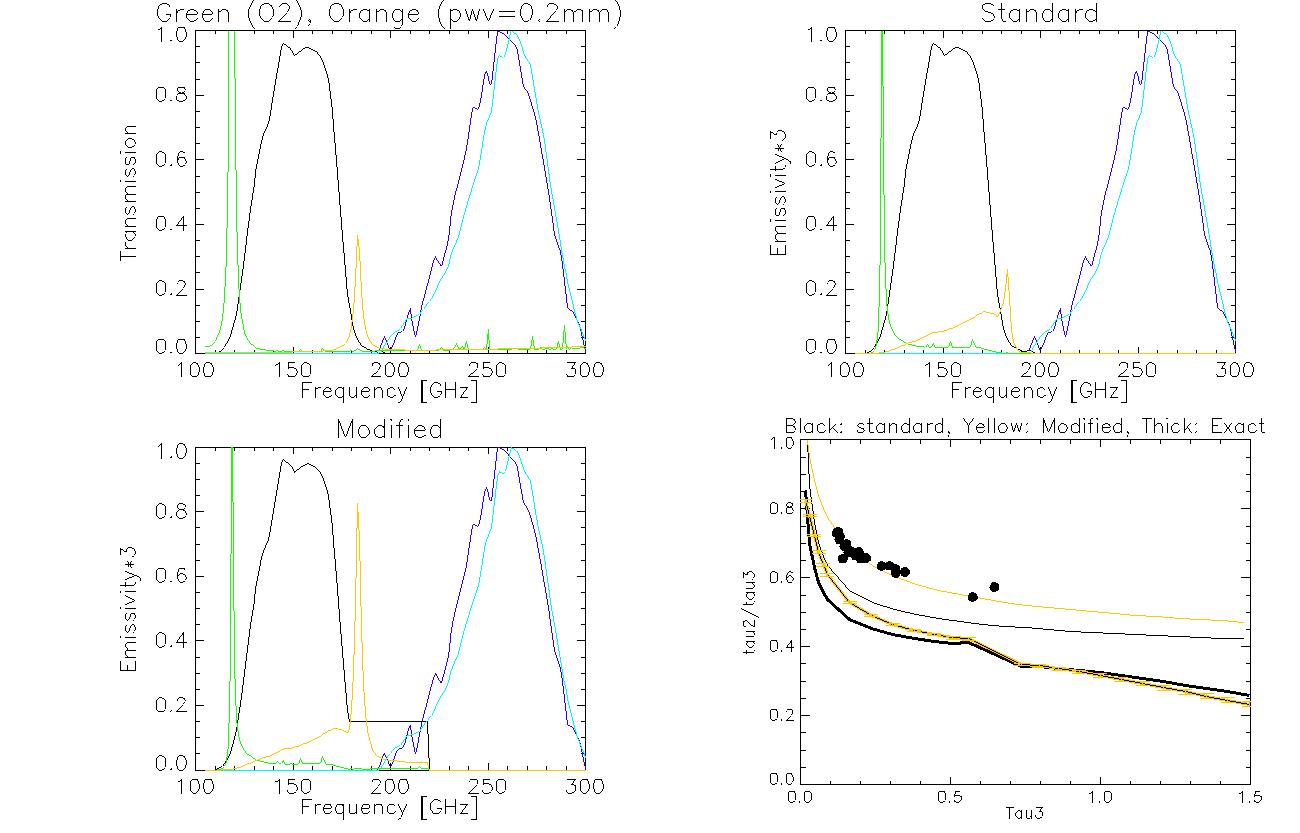 Green (O2), Orange (pwv=0.2mm)
Transmission
1.0
0.8
0.6
0.4
0.2
0.0
100 150 200 250 300
Frequency [GHz]
Standard
Emissivity*3
1.0
0.8
0.6
0.4
0.2
0.0
100 150 200 250 300
Frequency [GHz]
Modified
Emissivity*3
1.0
0.8
0.6
0.4
0.2
0.0
100 150 200 250 300
Frequency [GHz]
Black: standard, Yellow: Modified, Thick: Exact
tau2/tau3
1.0
0.8
0.6
0.4
0.2
0.0
0.0 0.5 1.0 1.5
Tau3